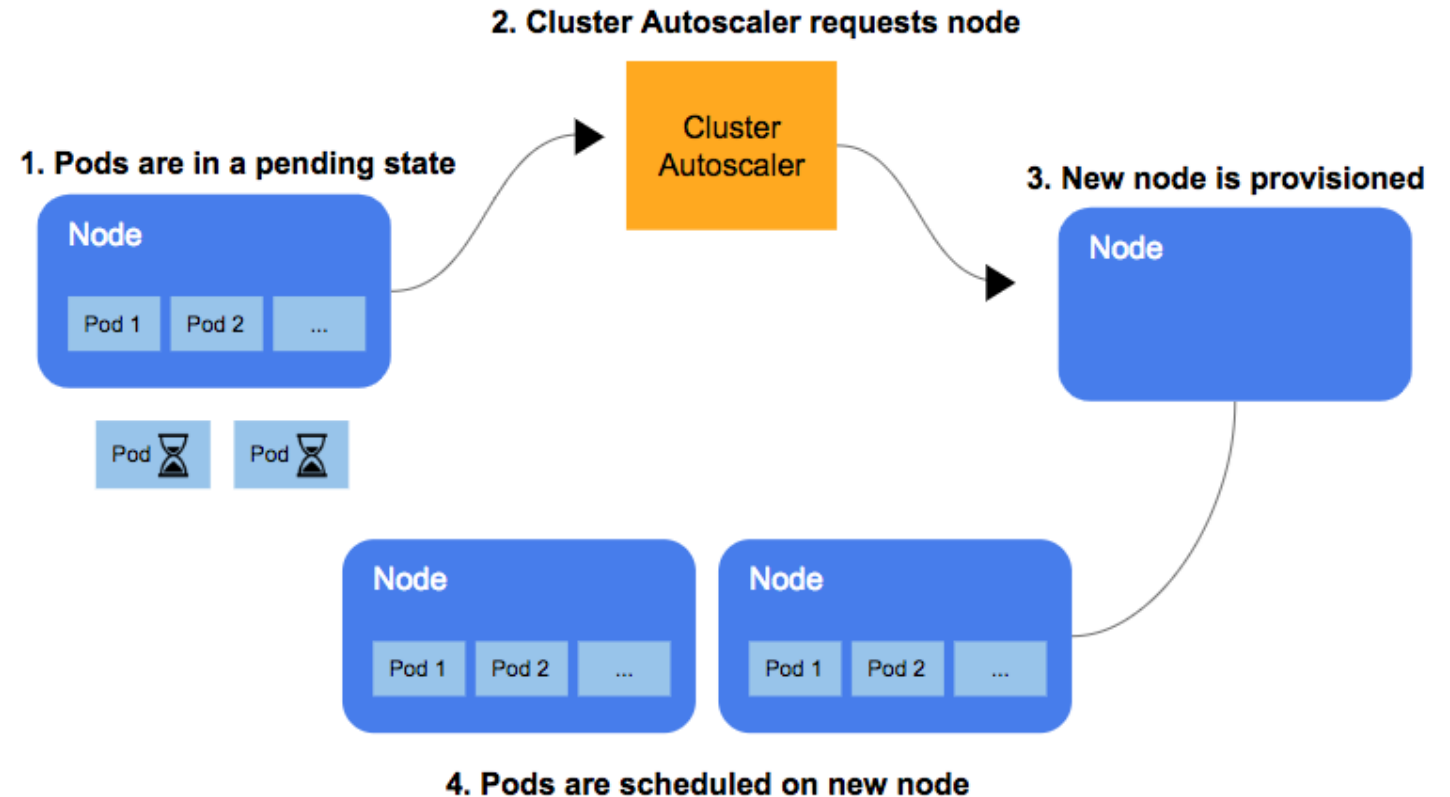 2. Cluster Autoscaler requests node
Cluster
Autoscaler
1. Pods are in a pending state
Node
Pod 1
Pod 2
...
Pod
Pod
3. New node is provisioned
Node
Node
Pod 1
Pod 2
...
Node
Pod 1
Pod 2
...
4. Pods are scheduled on new node